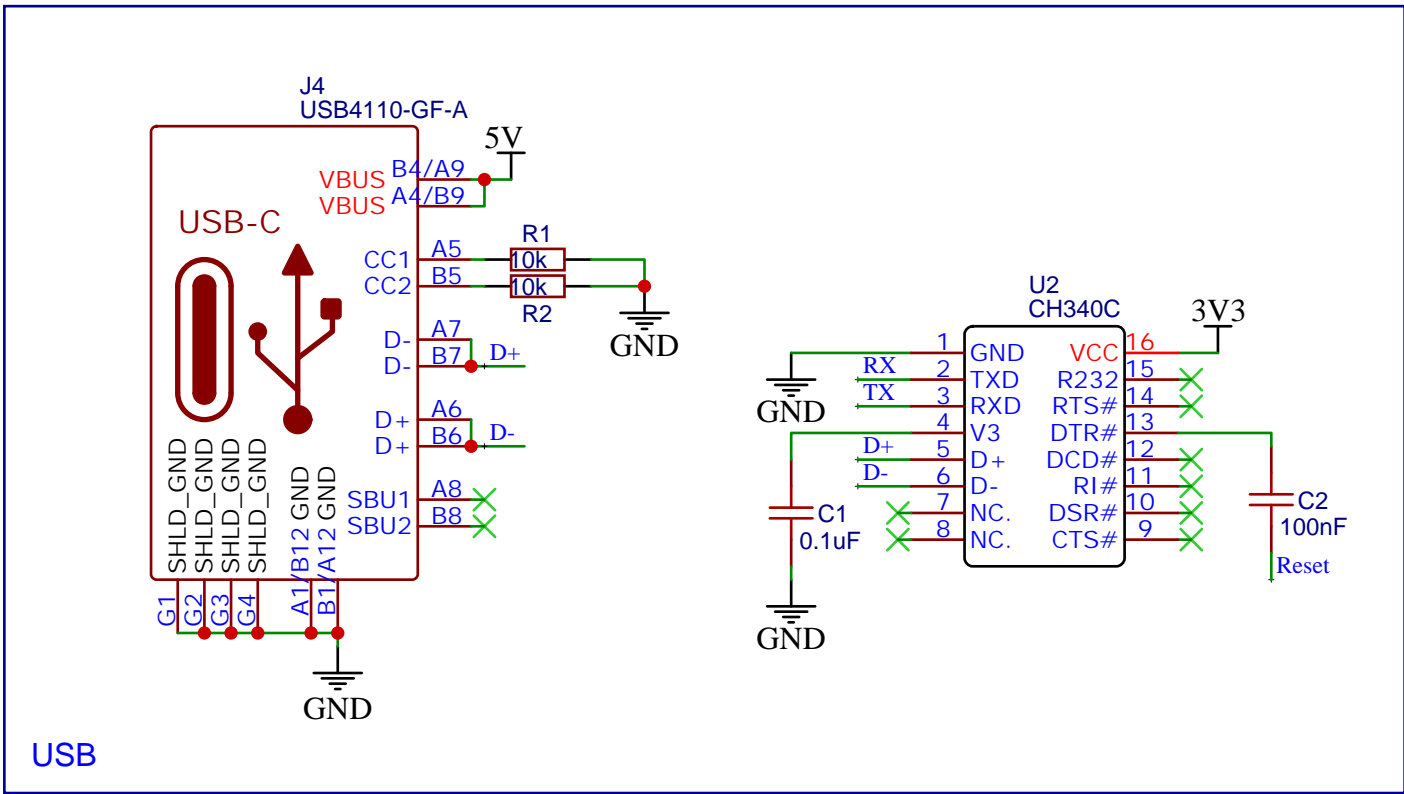 J4
USB4110-GF-A
5V
VBUS B4/A9
VBUS A4/B9
USB-C
CC1 A5
CC2 B5
R1
10k
10k
R2
GND
D- A7
D- B7 D+
D+ A6
D+ B6 D-
SBU1 A8
SBU2 B8
SHLD_GND
SHLD_GND
SHLD_GND
SHLD_GND
A1/B12 GND
B1/A12 GND
G1
G2
G3
G4
GND
U2
CH340C
3V3
1 GND VCC 16
RX 2 TXD R232 15
TX 3 RXD RTS# 14
4 V3 DTR# 13
D+ 5 D+ DCD# 12
D- 6 D- RI# 11
7 NC. DSR# 10
8 NC. CTS# 9
GND
C1
0.1uF
GND
C2
100nF
Reset
USB